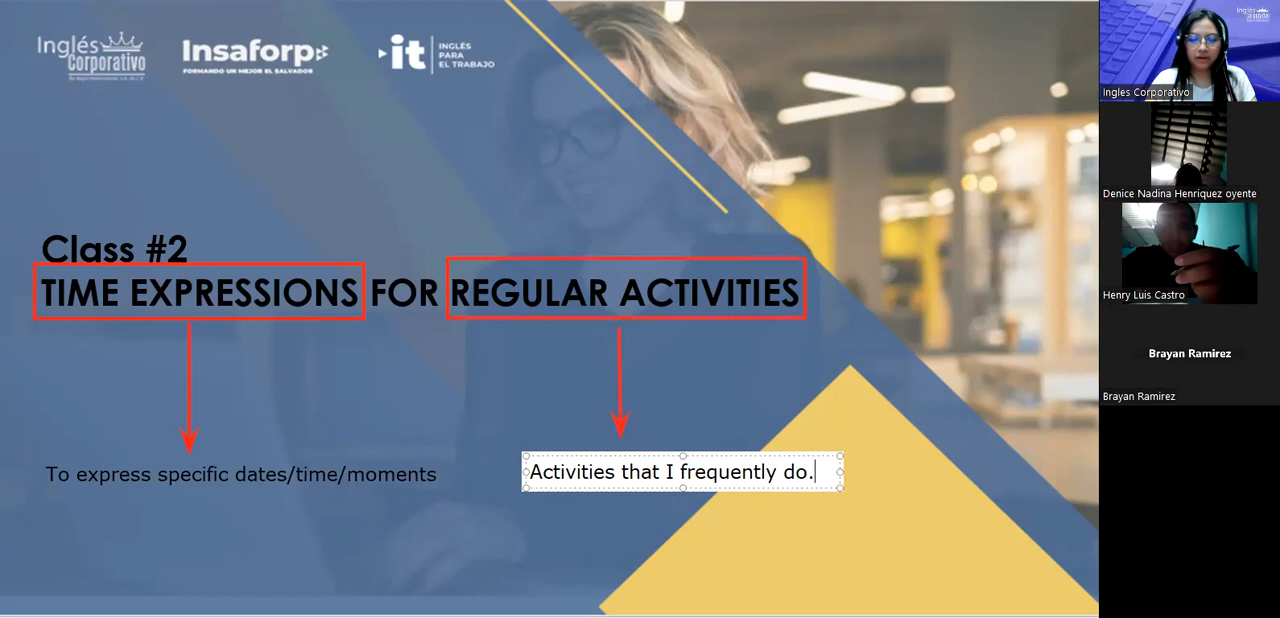 Inglés
Corporativo
Insaforp
FORMANDO UN MEJOR EL SALVADOR
it
INGLÉS
PARA
EL TRABAJO
Class #2
TIME EXPRESSIONS FOR REGULAR ACTIVITIES
To express specific dates/time/moments
Activities that I frequently do.
Ingles Corporativo
Denice Nadina Henriquez oyente
Henry Luis Castro
Brayan Ramirez
Brayan Ramirez